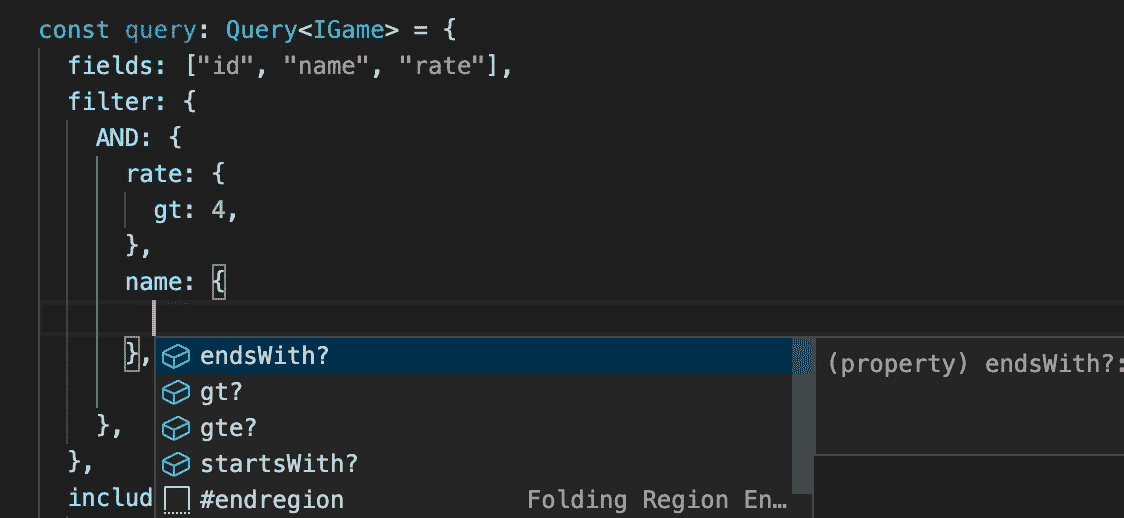 const query: Query<IGame> = {
fields: ["id", "name", "rate"],
filter: {
AND: {
rate: {
gt: 4,
},
name: {
},
endsWith?
(property) endsWith?:
gt?
gte?
},
startsWith?
},
includ
#endregion
Folding Region En…